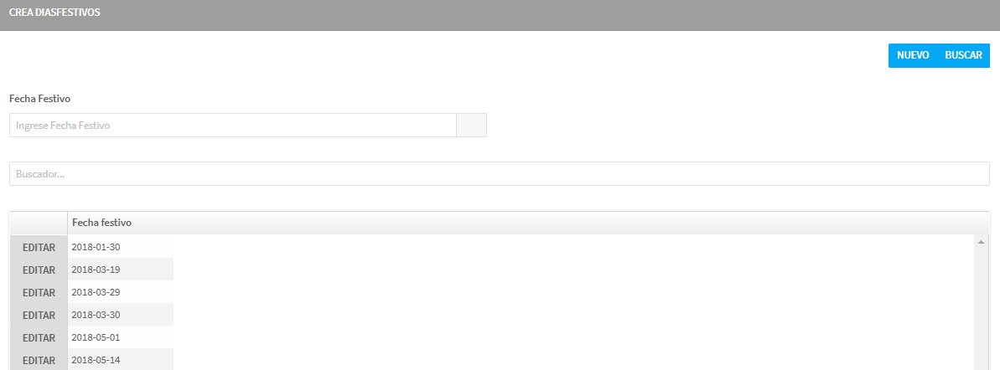 CREA DIASFESTIVOS
NUEVO BUSCAR
Fecha Festivo
Ingrese Fecha Festivo
Buscador...
Fecha festivo
EDITAR 2018-01-30
EDITAR 2018-03-19
EDITAR 2018-03-29
EDITAR 2018-03-30
EDITAR 2018-05-01
EDITAR 2018-05-14